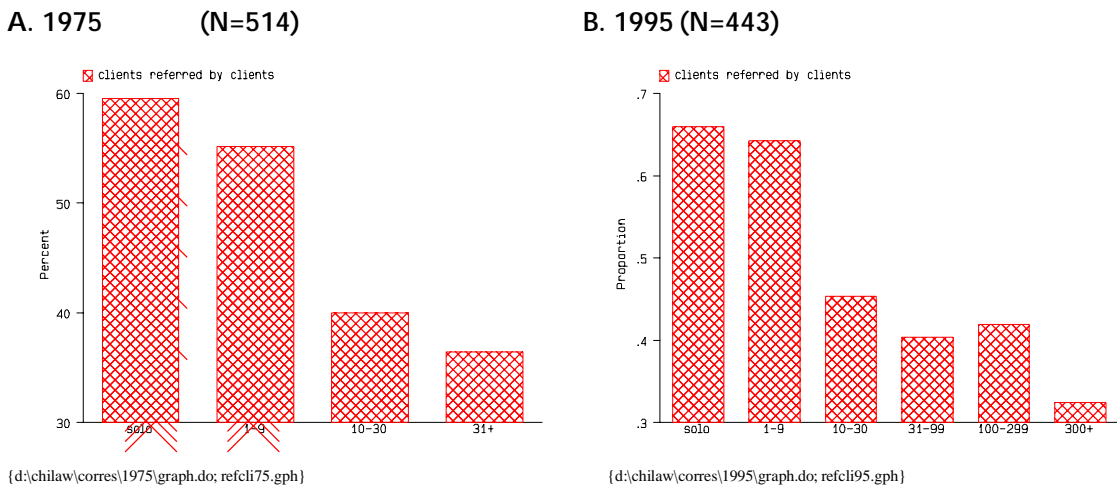 A. 1975 (N=514)
clients referred by clients
60
50
40
30
Percent
solo 1-9 10-30 31+
{d:\chilaw\corres\1975\graph.do; refcli75.gph}
B. 1995 (N=443)
clients referred by clients
.7
.6
.5
.4
.3
Proportion
solo 1-9 10-30 31-99 100-299 300+
{d:\chilaw\corres\1995\graph.do; refcli95.gph}